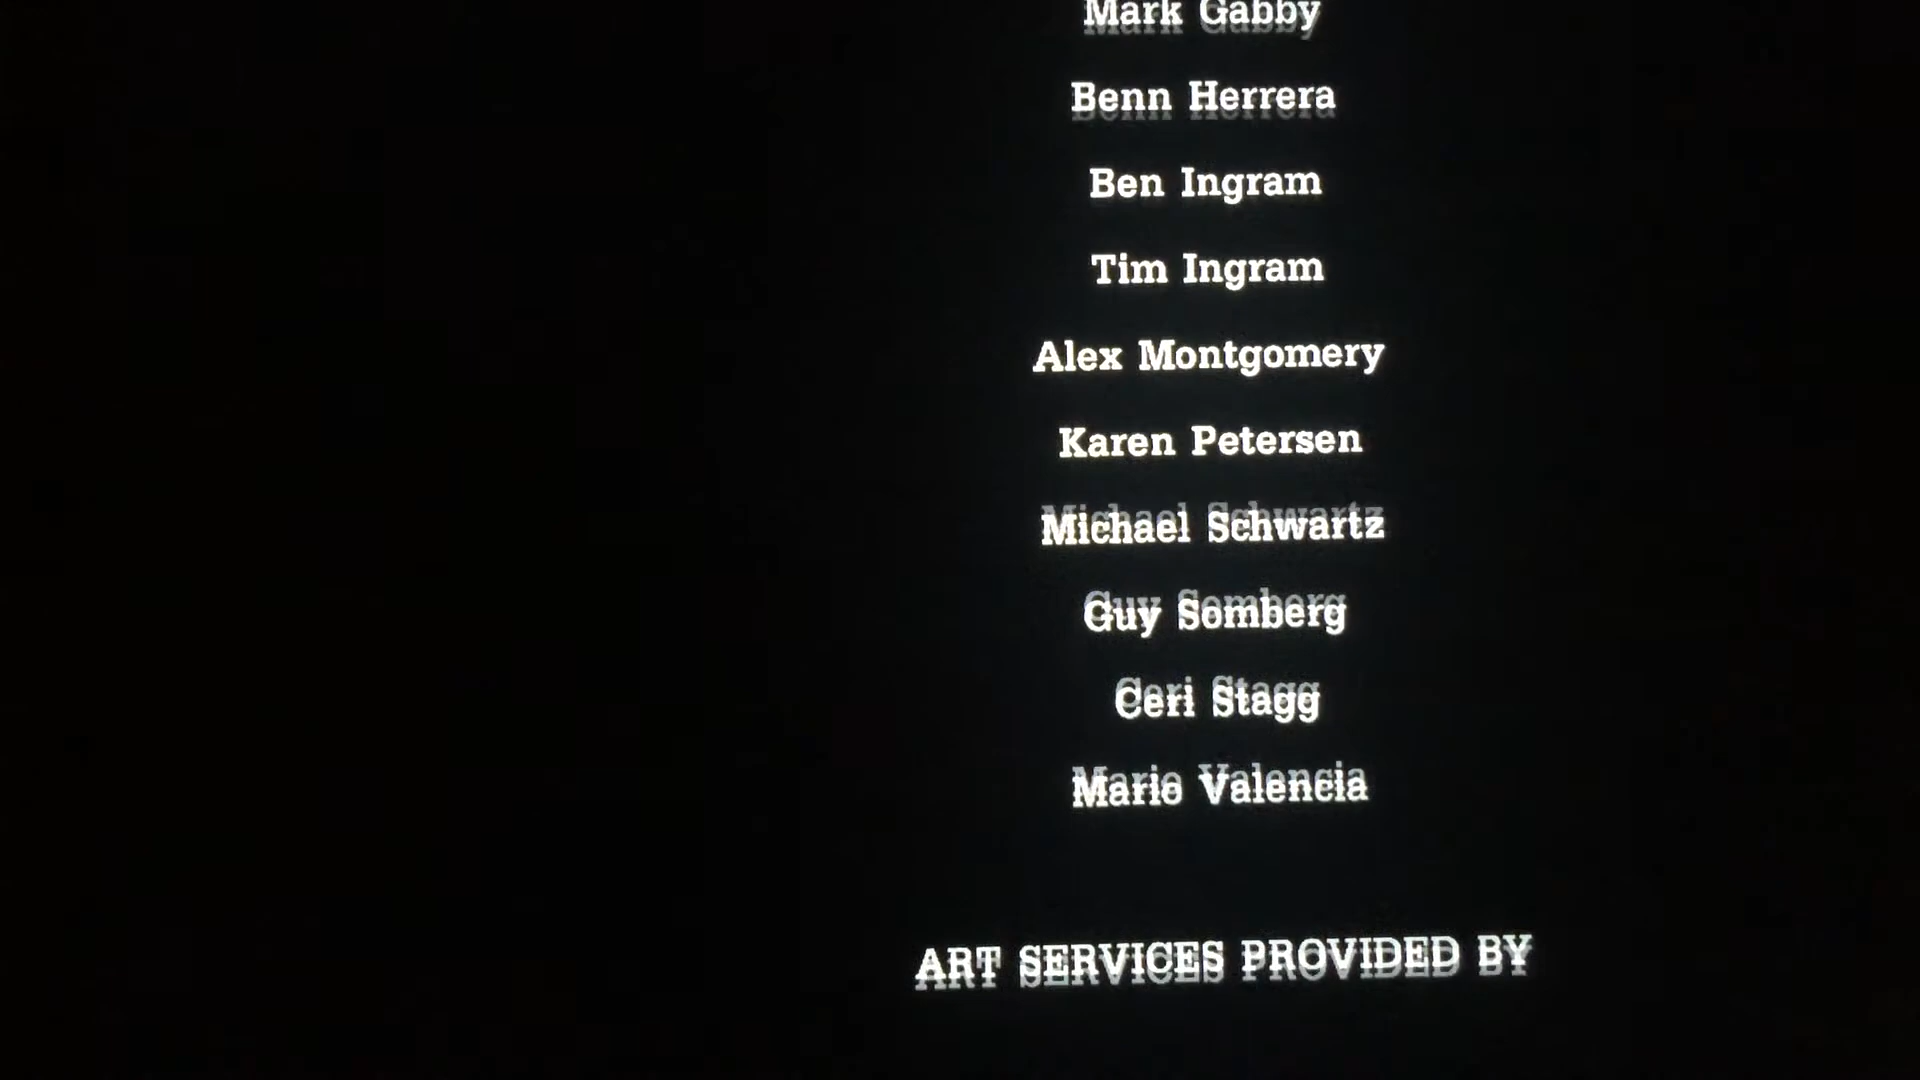 Mark Gabby
Benn Herrera
Ben Ingram
Tim Ingram
Alex Montgomery
Karen Petersen
Michael Schwartz
Guy Somberg
Ceri Stagg
Mario Valencia
ART SERVICES PROVIDED BY